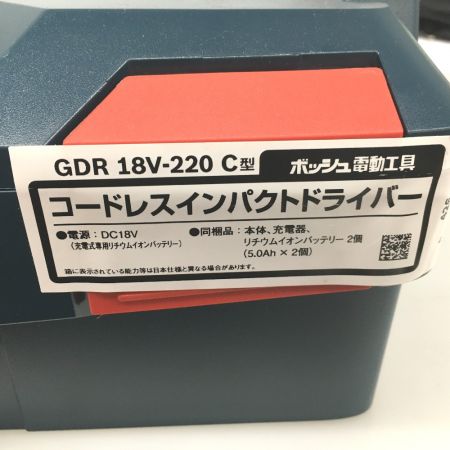 GDR 18V-220 C型
ボッシュ電動工具
コードレスインパクトドライバー
●電源：DC18V
（充電式専用リチウムイオンバッテリー）
●同梱品：本体、充電器、
リチウムイオンバッテリー 2個
（5.0Ah × 2個）
箱に表示されている能力等は日本仕様と異なる場合があります。